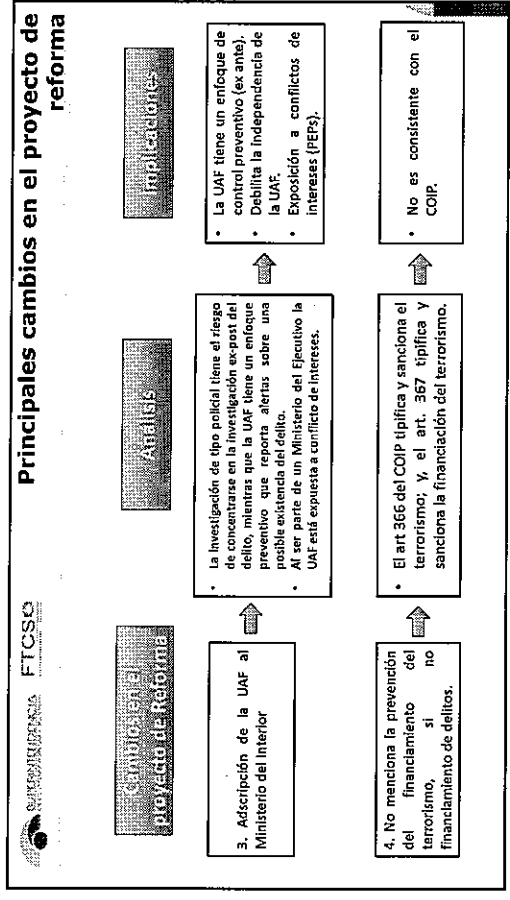 SUPERINTENDENCIA
FTCSO
Principales cambios en el proyecto de
reforma
Cambios en el
proyecto de Reforma
Análisis
Implicaciones
3. Adscripción de la UAF al
Ministerio del Interior
• La Investigación de tipo policial tiene el riesgo
de concentrarse en la investigación ex-post del
delito, mientras que la UAF tiene un enfoque
preventivo que reporta alertas sobre una
posible existencia del delito.
• Al ser parte de un Ministerio del Ejecutivo la
UAF está expuesta a conflicto de intereses.
• La UAF tiene un enfoque de
control preventivo (ex ante).
• Debilita la independencia de
la UAF.
• Exposición a conflictos de
intereses (PEPs).
4. No menciona la prevención
del financiamiento del
terrorismo, si no
financiamiento de delitos.
• El art 366 del COIP tipifica y sanciona el
terrorismo; y, el art. 367 tipifica y
sanciona la financiación del terrorismo.
• No es consistente con el
COIP.